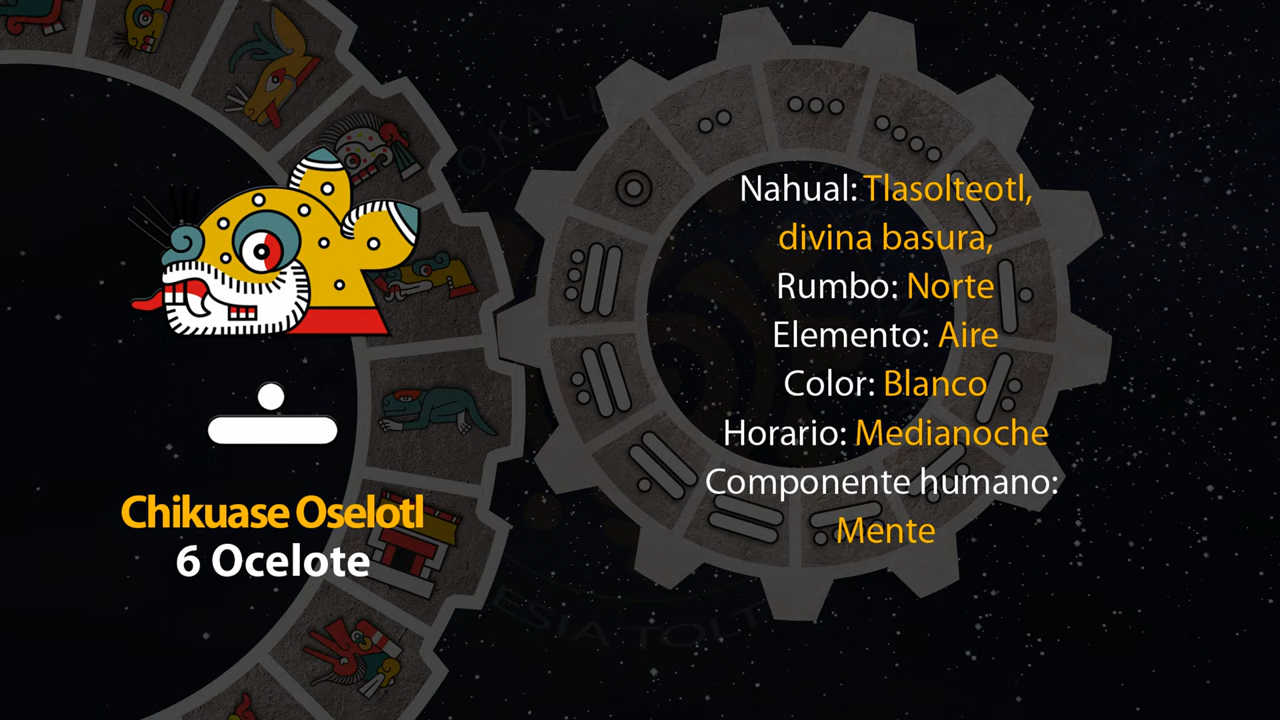 Chikuase Oselotl
6 Ocelote
Nahual: Tlasolteotl,
divina basura,
Rumbo: Norte
Elemento: Aire
Color: Blanco
Horario: Medianoche
Componente humano:
Mente